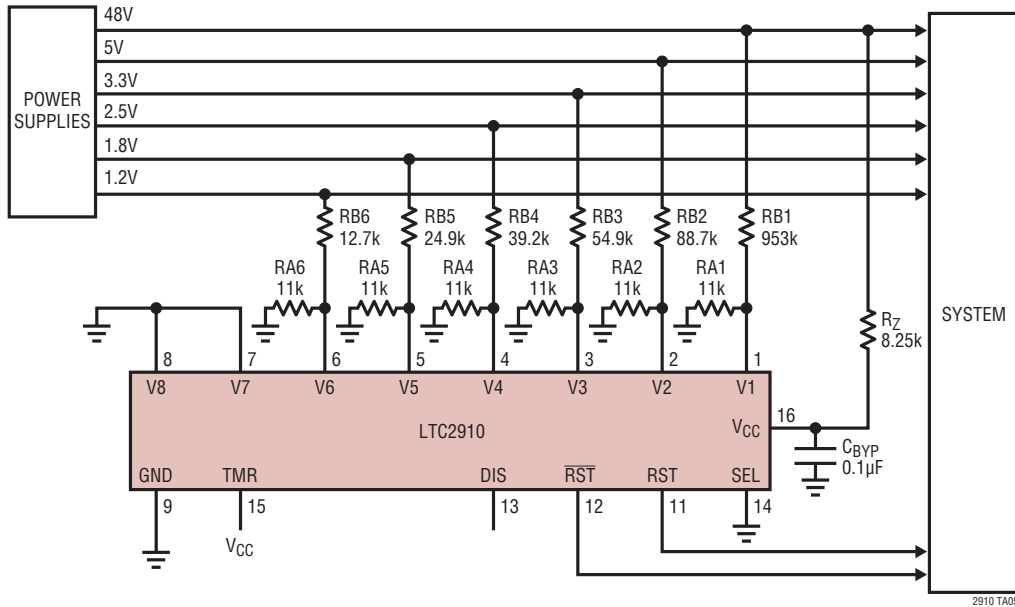 48V
5V
3.3V
2.5V
1.8V
1.2V
POWER
SUPPLIES
SYSTEM
RB6
12.7k
RB5
24.9k
RB4
39.2k
RB3
54.9k
RB2
88.7k
RB1
953k
RA6
11k
RA5
11k
RA4
11k
RA3
11k
RA2
11k
RA1
11k
RZ
8.25k
8 7 6 5 4 3 2 1
V8 V7 V6 V5 V4 V3 V2 V1
LTC2910
VCC
16
CBYP
0.1µF
GND TMR DIS RST RST SEL
9 15 13 12 11 14
VCC
2910 TA05